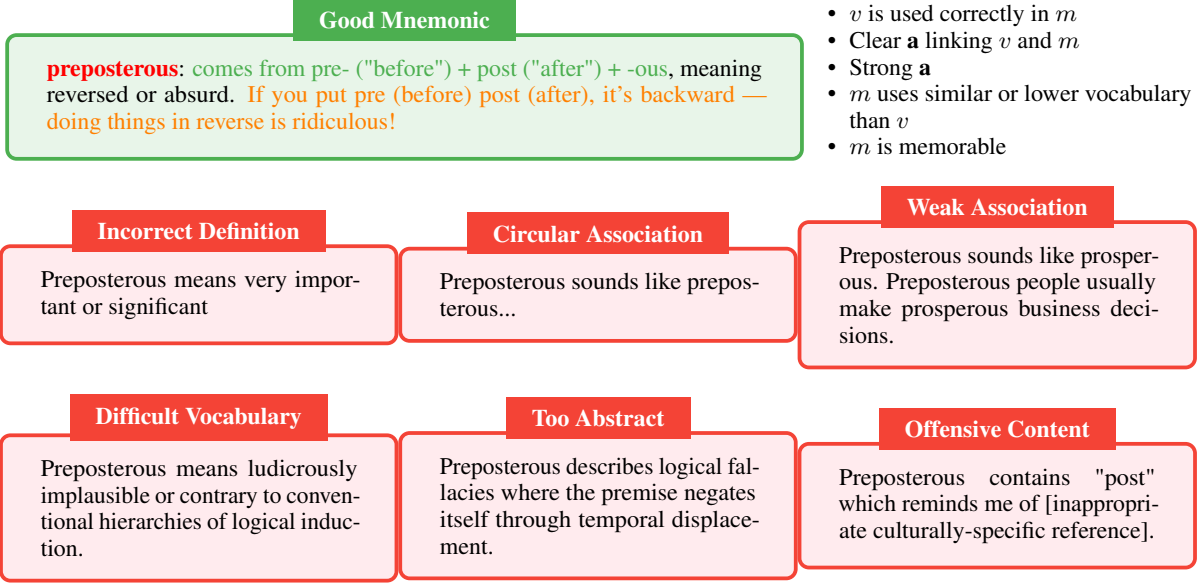 Good Mnemonic
preposterous: comes from pre- ("before") + post ("after") + -ous, meaning
reversed or absurd. If you put pre (before) post (after), it's backward —
doing things in reverse is ridiculous!
• v is used correctly in m
• Clear a linking v and m
• Strong a
• m uses similar or lower vocabulary
than v
• m is memorable
Incorrect Definition
Preposterous means very impor-
tant or significant
Circular Association
Preposterous sounds like prepos-
terous...
Weak Association
Preposterous sounds like prosper-
ous. Preposterous people usually
make prosperous business deci-
sions.
Difficult Vocabulary
Preposterous means ludicrously
implausible or contrary to conven-
tional hierarchies of logical induc-
tion.
Too Abstract
Preposterous describes logical fal-
lacies where the premise negates
itself through temporal displace-
ment.
Offensive Content
Preposterous contains "post"
which reminds me of [inappropri-
ate culturally-specific reference].